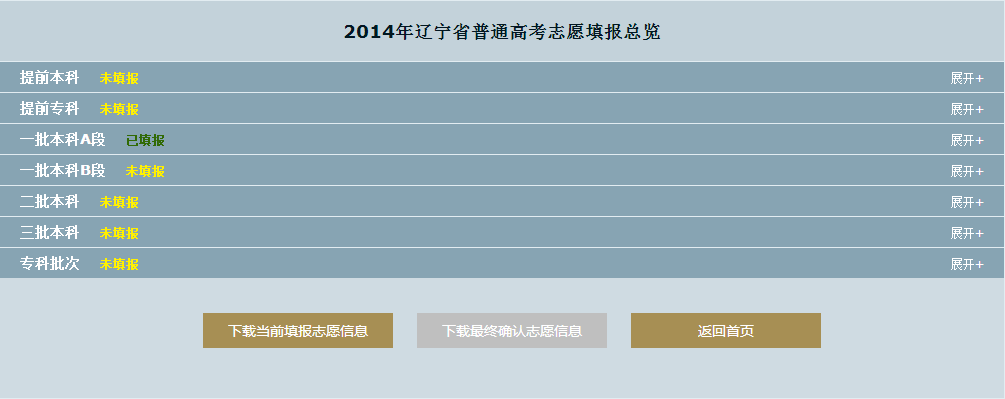 2014年辽宁省普通高考志愿填报总览
提前本科 未填报 展开+
提前专科 未填报 展开+
一批本科A段 已填报 展开+
一批本科B段 未填报 展开+
二批本科 未填报 展开+
三批本科 未填报 展开+
专科批次 未填报 展开+
下载当前填报志愿信息 下载最终确认志愿信息 返回首页